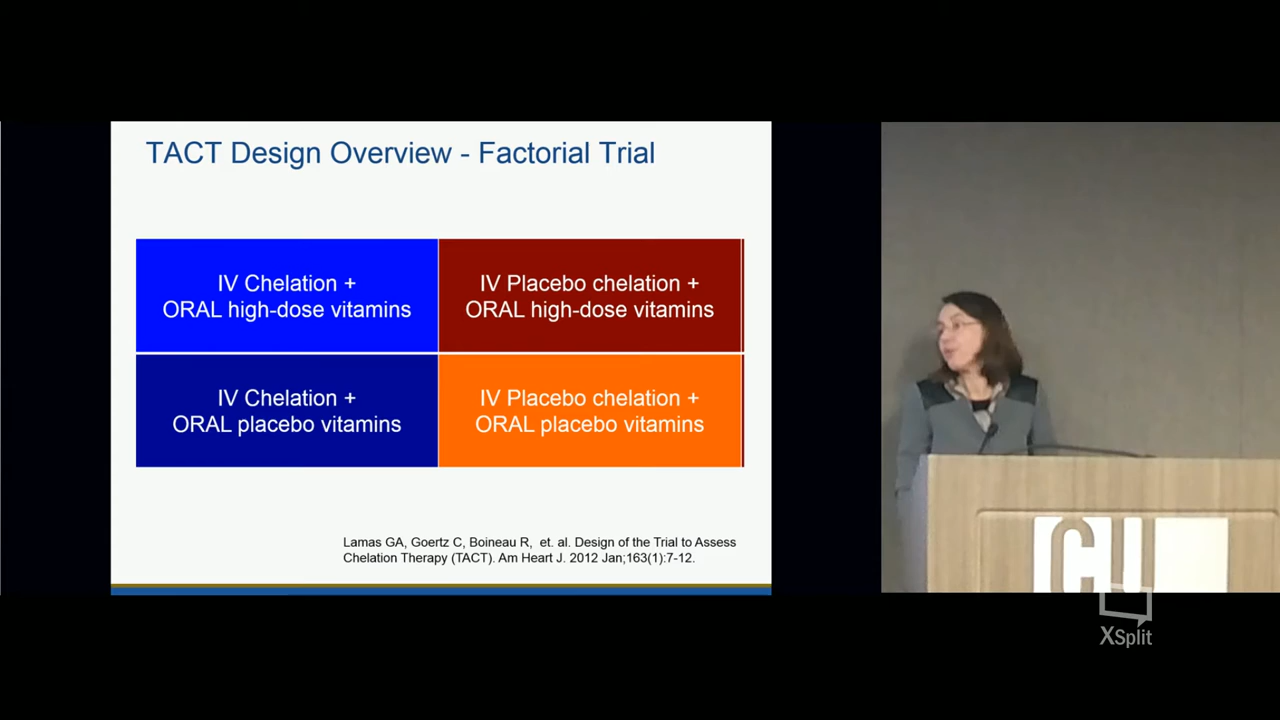 TACT Design Overview - Factorial Trial
IV Chelation +
ORAL high-dose vitamins
IV Placebo chelation +
ORAL high-dose vitamins
IV Chelation +
ORAL placebo vitamins
IV Placebo chelation +
ORAL placebo vitamins
Lamas GA, Goertz C, Boineau R, et. al. Design of the Trial to Assess
Chelation Therapy (TACT). Am Heart J. 2012 Jan;163(1):7-12.
CU
XSplit